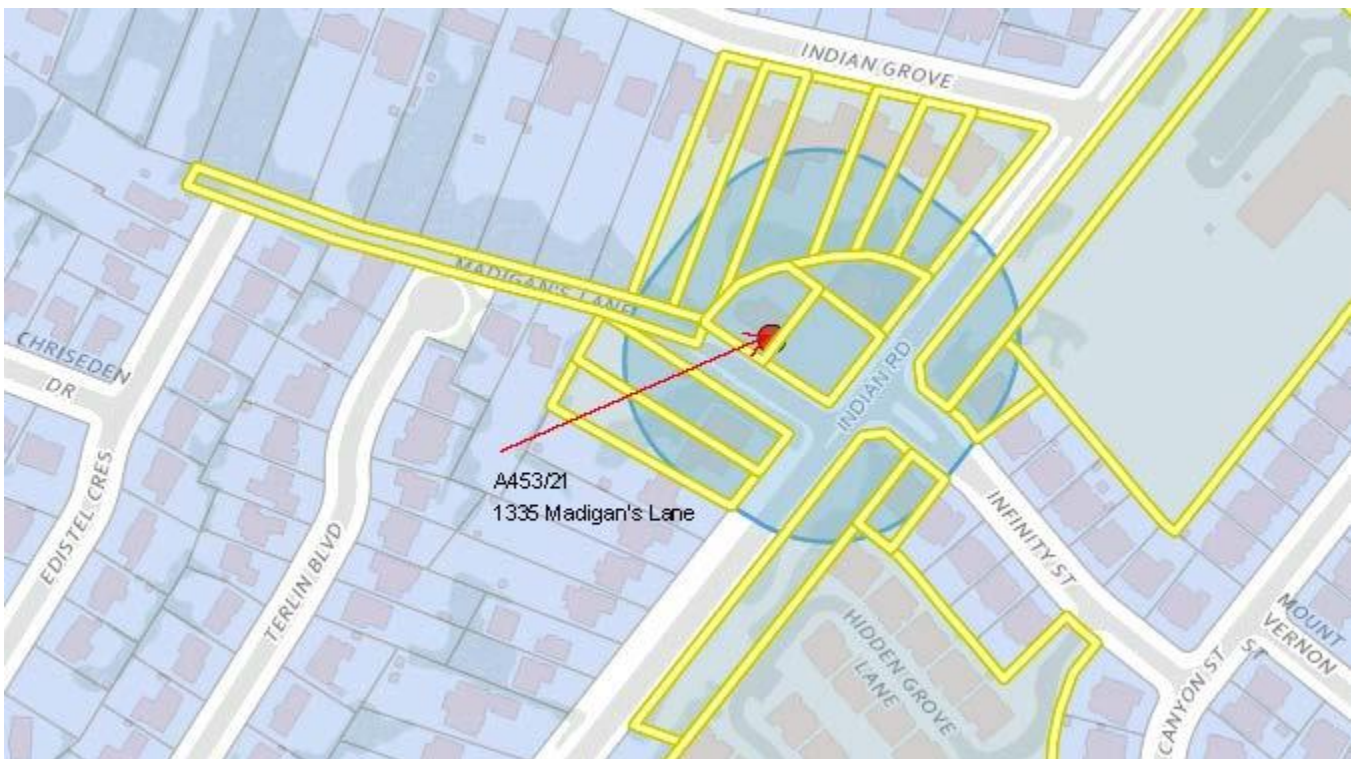 INDIAN GROVE
MADIGAN'S LANE
CHRISEDEN
DR
INDIAN RD
A453/21
1335 Madigan's Lane
EDISTEL CRES
TERLIN BLVD
INFINITY ST
HIDDEN GROVE
LANE
MOUNT
VERNON
ST
CANYON ST